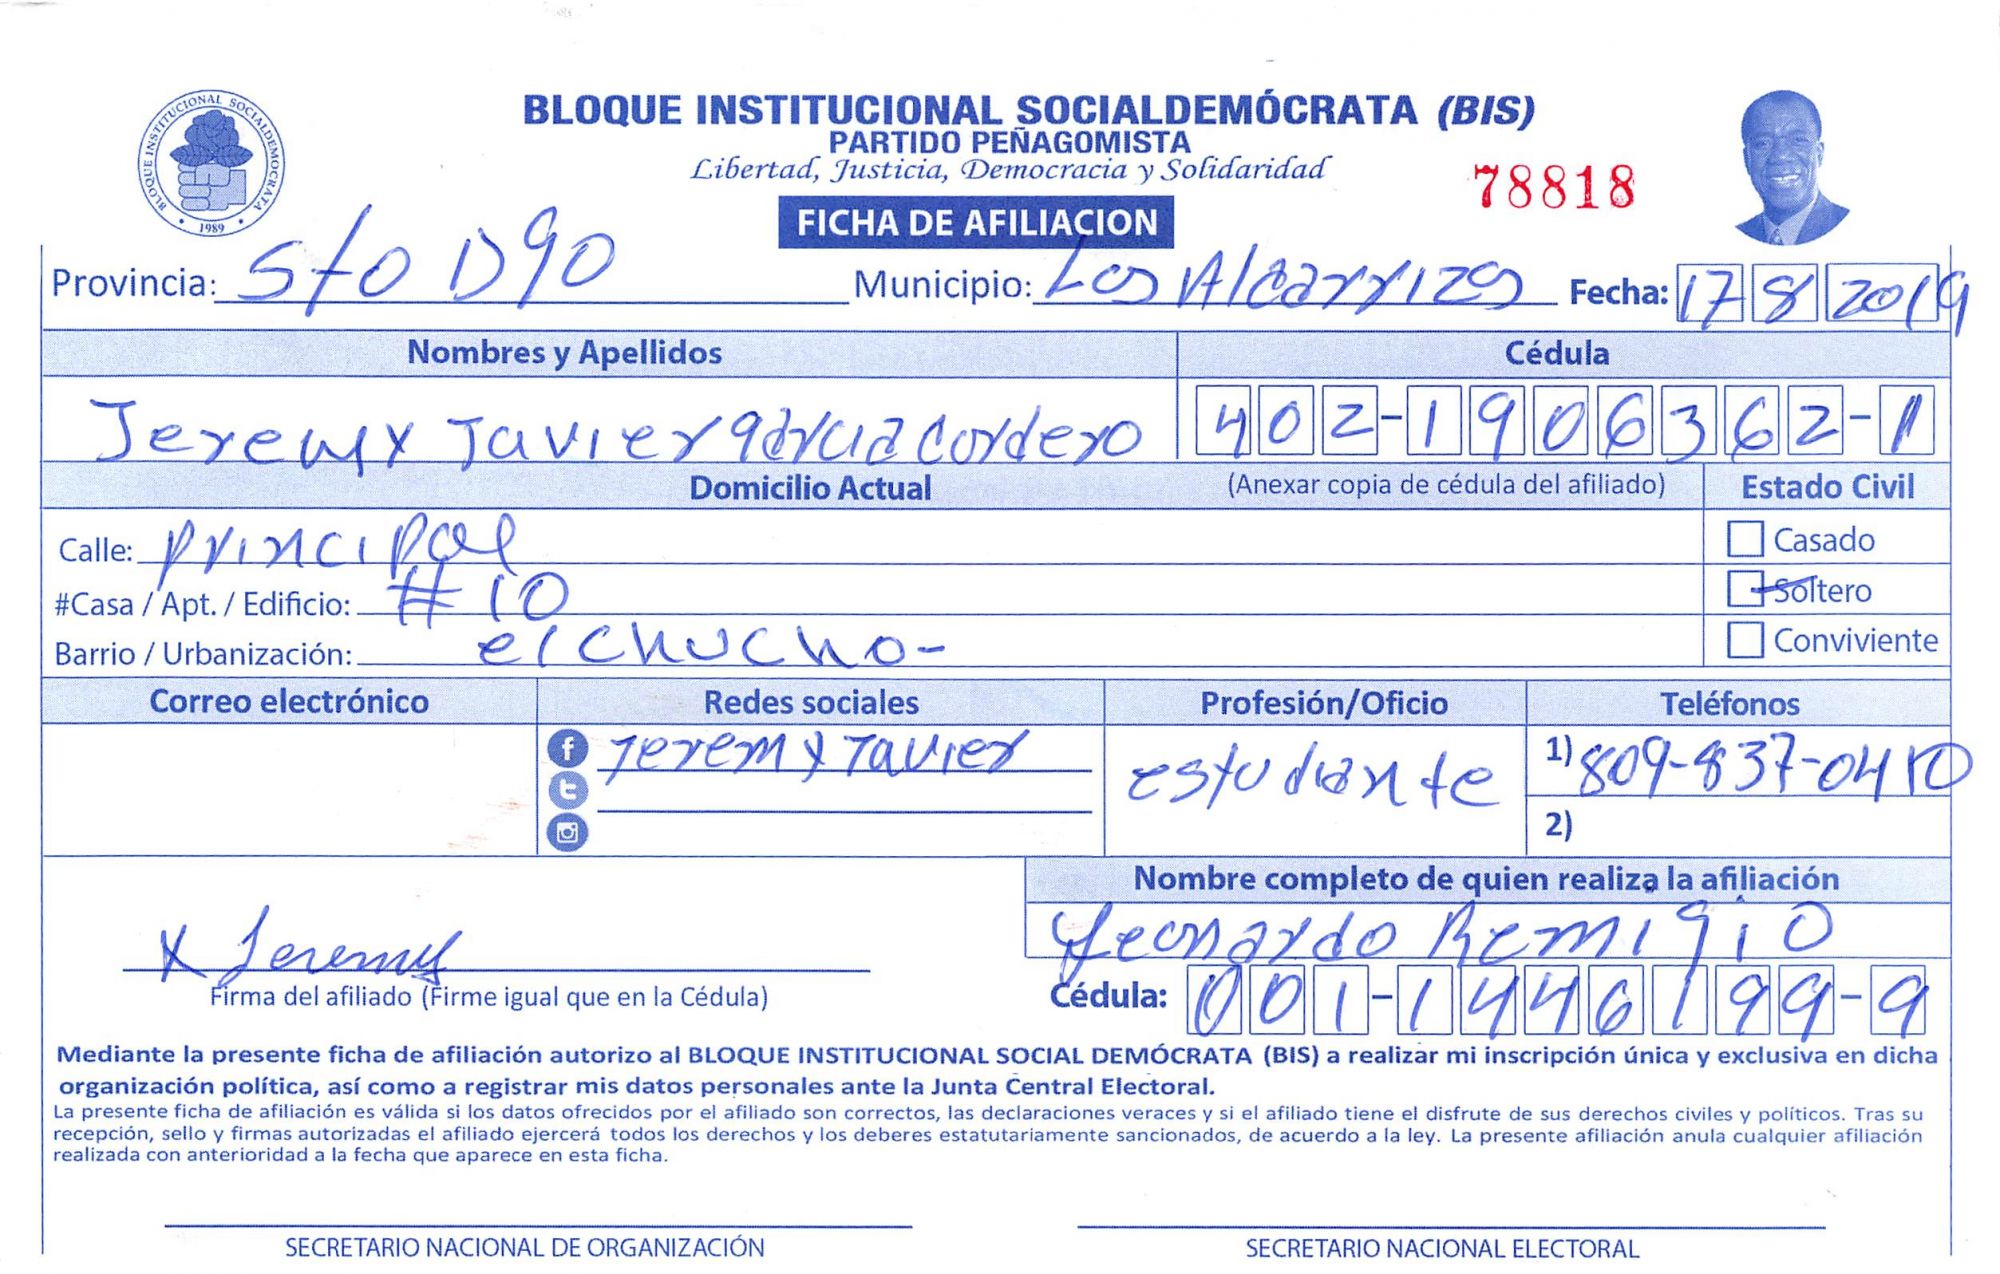 BLOQUE INSTITUCIONAL SOCIALDEMÓCRATA (BIS)
PARTIDO PEÑAGOMISTA
Libertad, Justicia, Democracia y Solidaridad
BLOQUE INSTITUCIONAL SOCIALDEMOCRATA
1989
78818
FICHA DE AFILIACION
Provincia: Sto Dgo Municipio: Los Alcarrizos Fecha: 17 8 2019
Nombres y Apellidos Cédula
Jeremy Javier garcia cordero 402-1906362-1
Domicilio Actual (Anexar copia de cédula del afiliado) Estado Civil
Calle: principal Casado
#Casa / Apt. / Edificio: #10 Soltero
Barrio / Urbanización: el chucho- Conviviente
Correo electrónico Redes sociales Profesión/Oficio Teléfonos
Jeremy Javier estudiante 1) 809-837-0410
2)
Nombre completo de quien realiza la afiliación
Leonardo Remigio
X Jeremy
Firma del afiliado (Firme igual que en la Cédula) Cédula: 001-1446199-9
Mediante la presente ficha de afiliación autorizo al BLOQUE INSTITUCIONAL SOCIAL DEMÓCRATA (BIS) a realizar mi inscripción única y exclusiva en dicha
organización política, así como a registrar mis datos personales ante la Junta Central Electoral.
La presente ficha de afiliación es válida si los datos ofrecidos por el afiliado son correctos, las declaraciones veraces y si el afiliado tiene el disfrute de sus derechos civiles y políticos. Tras su
recepción, sello y firmas autorizadas el afiliado ejercerá todos los derechos y los deberes estatutariamente sancionados, de acuerdo a la ley. La presente afiliación anula cualquier afiliación
realizada con anterioridad a la fecha que aparece en esta ficha.
SECRETARIO NACIONAL DE ORGANIZACIÓN SECRETARIO NACIONAL ELECTORAL